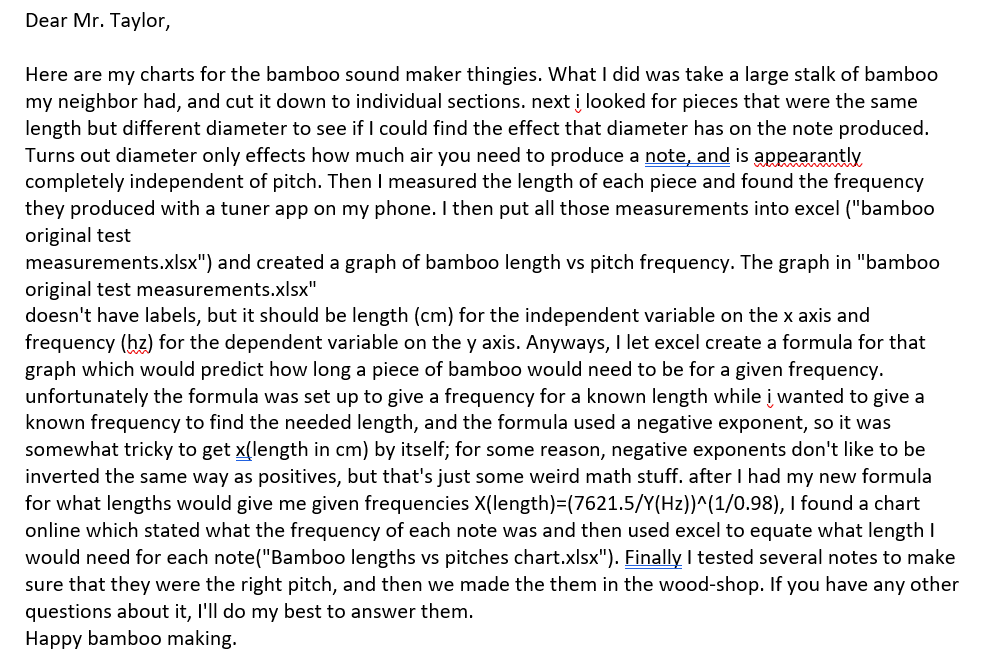 Dear Mr. Taylor,
Here are my charts for the bamboo sound maker thingies. What I did was take a large stalk of bamboo
my neighbor had, and cut it down to individual sections. next i looked for pieces that were the same
length but different diameter to see if I could find the effect that diameter has on the note produced.
Turns out diameter only effects how much air you need to produce a note, and is appearantly
completely independent of pitch. Then I measured the length of each piece and found the frequency
they produced with a tuner app on my phone. I then put all those measurements into excel ("bamboo
original test
measurements.xlsx") and created a graph of bamboo length vs pitch frequency. The graph in "bamboo
original test measurements.xlsx"
doesn't have labels, but it should be length (cm) for the independent variable on the x axis and
frequency (hz) for the dependent variable on the y axis. Anyways, I let excel create a formula for that
graph which would predict how long a piece of bamboo would need to be for a given frequency.
unfortunately the formula was set up to give a frequency for a known length while i wanted to give a
known frequency to find the needed length, and the formula used a negative exponent, so it was
somewhat tricky to get x(length in cm) by itself; for some reason, negative exponents don't like to be
inverted the same way as positives, but that's just some weird math stuff. after I had my new formula
for what lengths would give me given frequencies X(length)=(7621.5/Y(Hz))^(1/0.98), I found a chart
online which stated what the frequency of each note was and then used excel to equate what length I
would need for each note("Bamboo lengths vs pitches chart.xlsx"). Finally I tested several notes to make
sure that they were the right pitch, and then we made the them in the wood-shop. If you have any other
questions about it, I'll do my best to answer them.
Happy bamboo making.